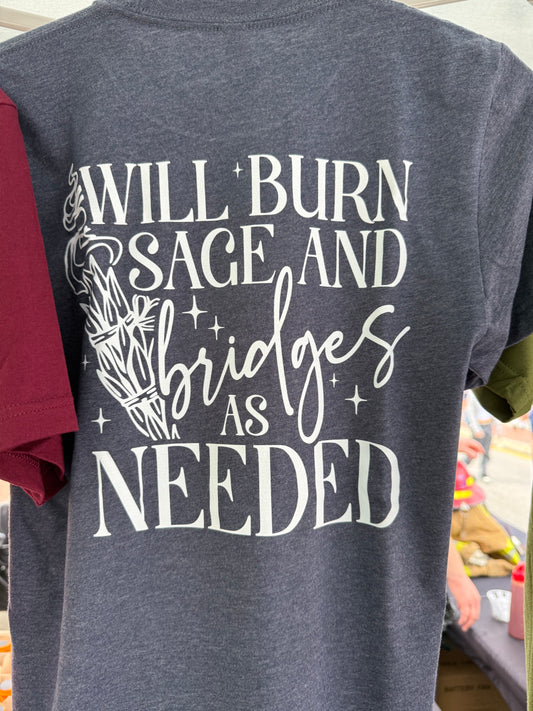 WILL BURN
SAGE AND
bridges
AS
NEEDED